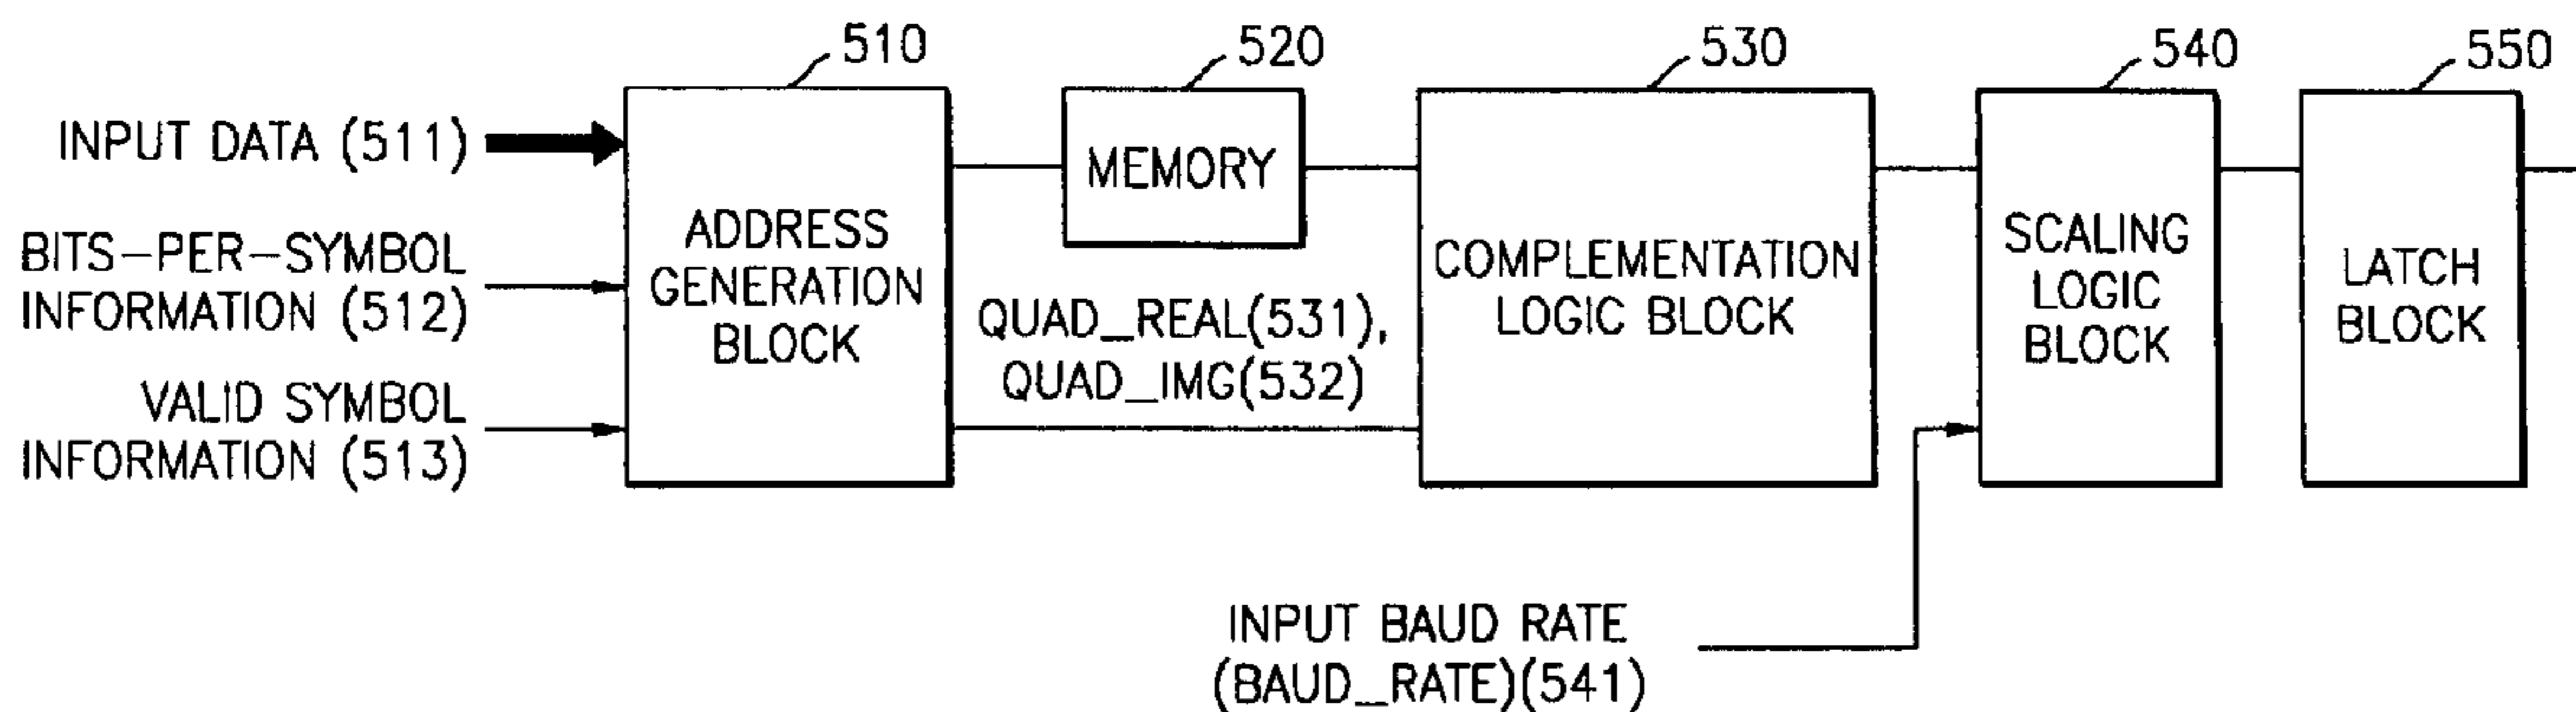 510
520
530
540
550
INPUT DATA (511)
BITS-PER-SYMBOL
INFORMATION (512)
VALID SYMBOL
INFORMATION (513)
ADDRESS
GENERATION
BLOCK
MEMORY
QUAD_REAL(531),
QUAD_IMG(532)
COMPLEMENTATION
LOGIC BLOCK
SCALING
LOGIC
BLOCK
LATCH
BLOCK
INPUT BAUD RATE
(BAUD_RATE)(541)